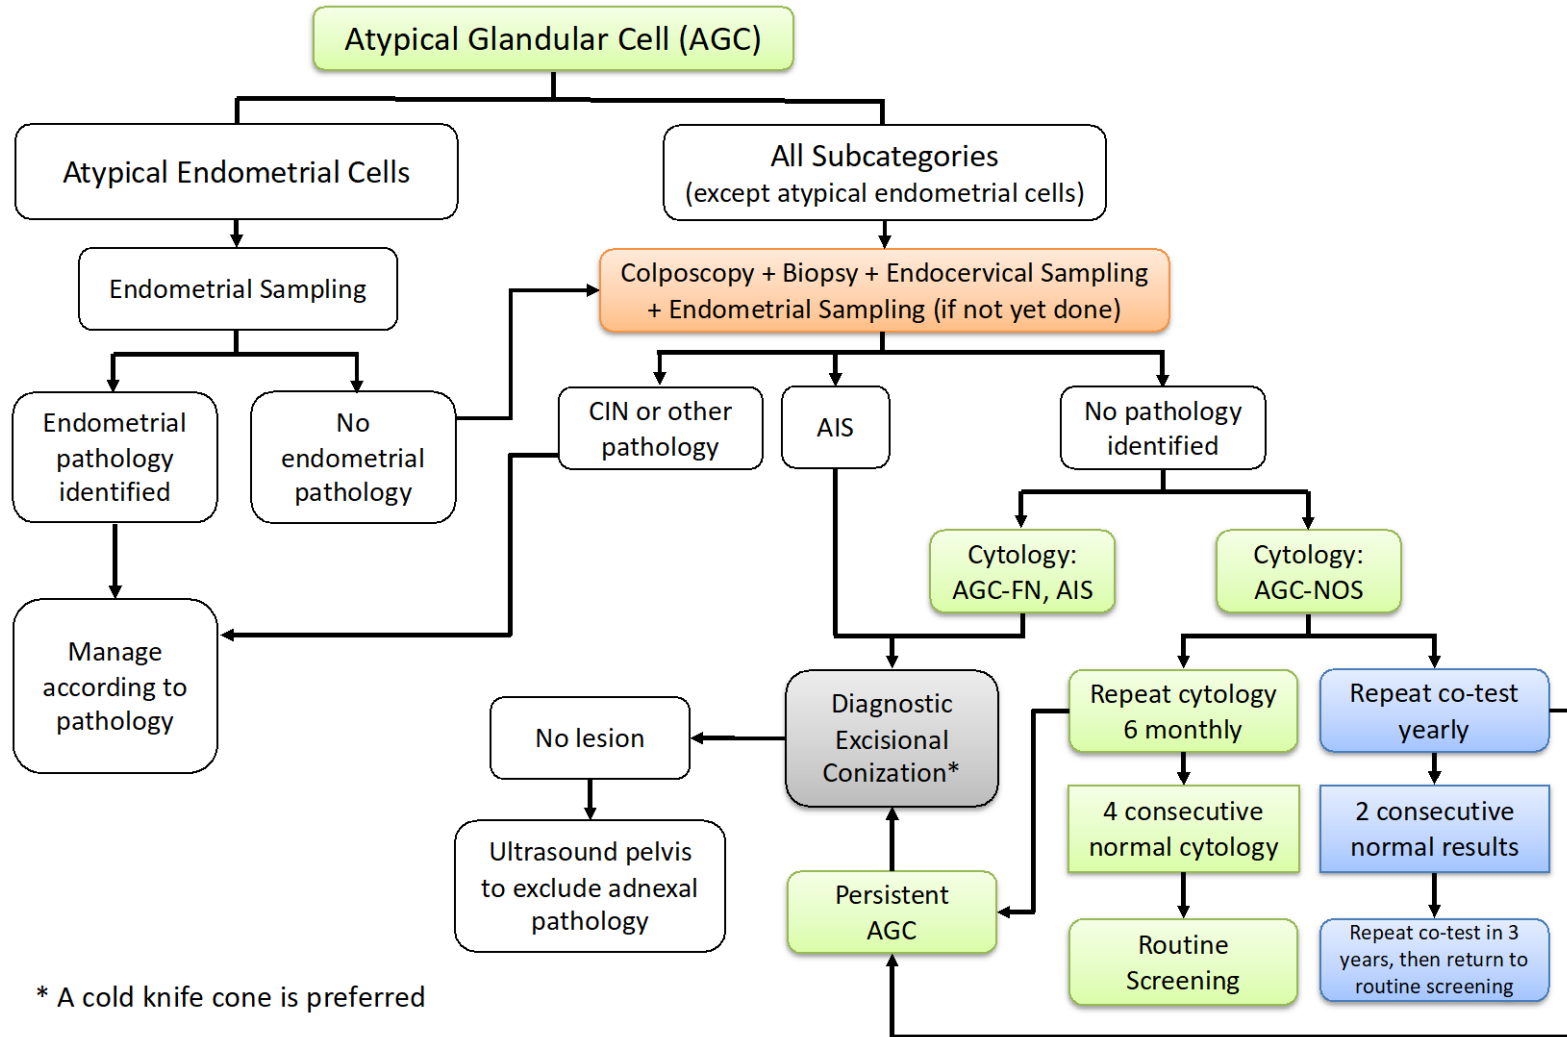 Atypical Glandular Cell (AGC)
Atypical Endometrial Cells
All Subcategories
(except atypical endometrial cells)
Endometrial Sampling
Colposcopy + Biopsy + Endocervical Sampling
+ Endometrial Sampling (if not yet done)
Endometrial
pathology
identified
No
endometrial
pathology
CIN or other
pathology
AIS
No pathology
identified
Cytology:
AGC-FN, AIS
Cytology:
AGC-NOS
Manage
according to
pathology
No lesion
Diagnostic
Excisional
Conization*
Repeat cytology
6 monthly
Repeat co-test
yearly
4 consecutive
normal cytology
2 consecutive
normal results
Ultrasound pelvis
to exclude adnexal
pathology
Persistent
AGC
Routine
Screening
Repeat co-test in 3
years, then return to
routine screening
* A cold knife cone is preferred